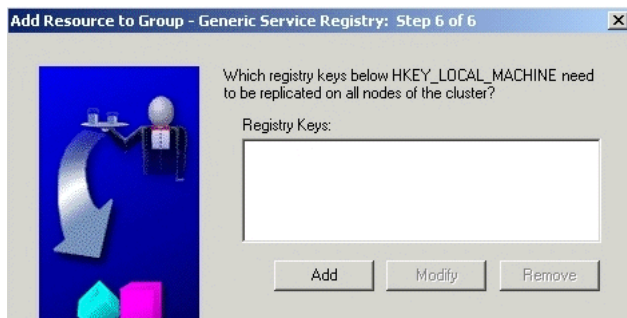 Add Resource to Group - Generic Service Registry: Step 6 of 6
Which registry keys below HKEY_LOCAL_MACHINE need
to be replicated on all nodes of the cluster?
Registry Keys:
Add Modify Remove